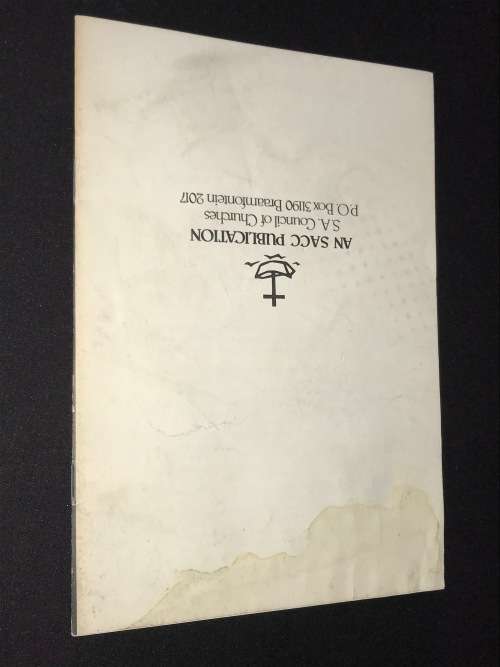 AN SACC PUBLICATION
S.A. Council of Churches
P.O. Box 31190 Braamfontein 2017